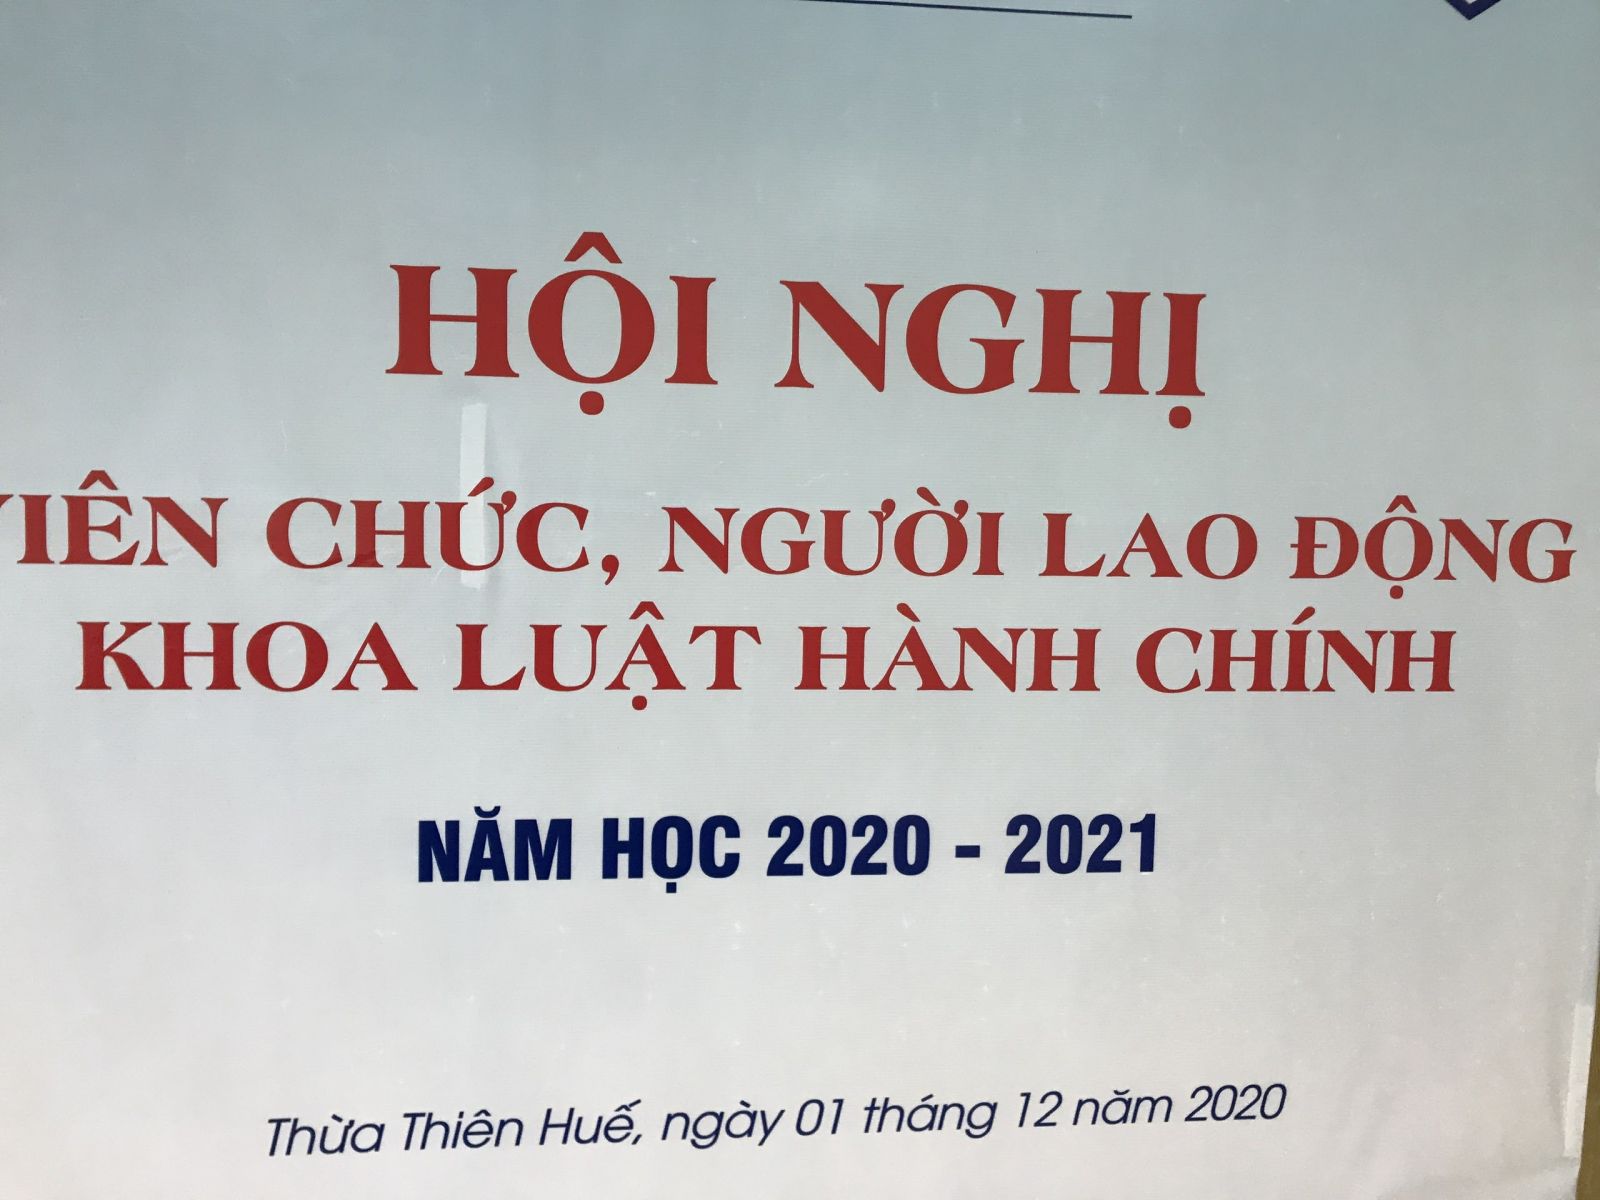 HỘI NGHỊ
VIÊN CHỨC, NGƯỜI LAO ĐỘNG
KHOA LUẬT HÀNH CHÍNH
NĂM HỌC 2020 - 2021
Thừa Thiên Huế, ngày 01 tháng 12 năm 2020